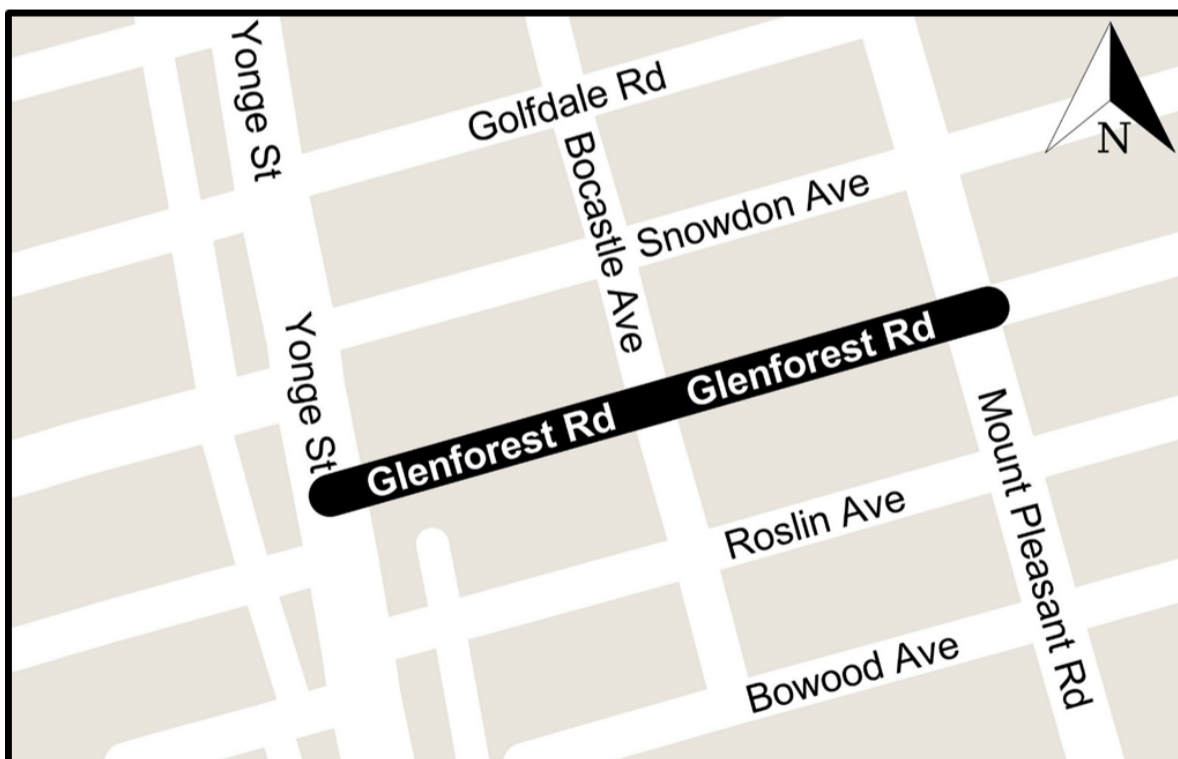 Yonge St
Golfdale Rd
N
Bocastle Ave
Snowdon Ave
Yonge St
Glenforest Rd
Glenforest Rd
Mount Pleasant Rd
Roslin Ave
Bowood Ave